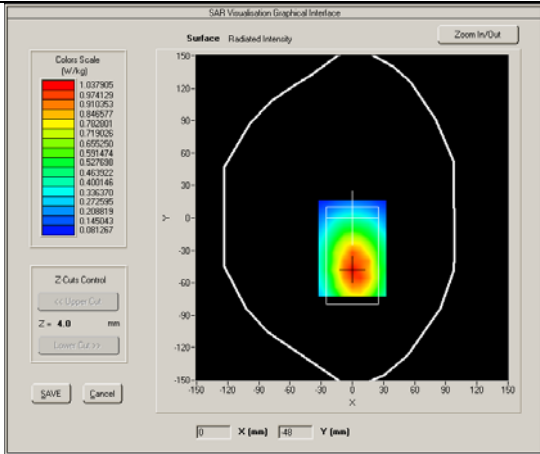 SAR Visualisation Graphical Interface
Surface Radiated Intensity
Zoom In/Out
Colors Scale
(W/kg)
1.037905
0.974129
0.910353
0.846577
0.782801
0.719026
0.655250
0.591474
0.527698
0.463922
0.400146
0.336370
0.272595
0.208819
0.145043
0.081267
Z-Cuts Control
<< Upper Cut
Z = 4.0 mm
Lower Cut >>
SAVE Cancel
150
120
90
60
30
0
-30
-60
-90
-120
-150
Y
-150 -120 -90 -60 -30 0 30 60 90 120 150
X
0 X (mm) -48 Y (mm)